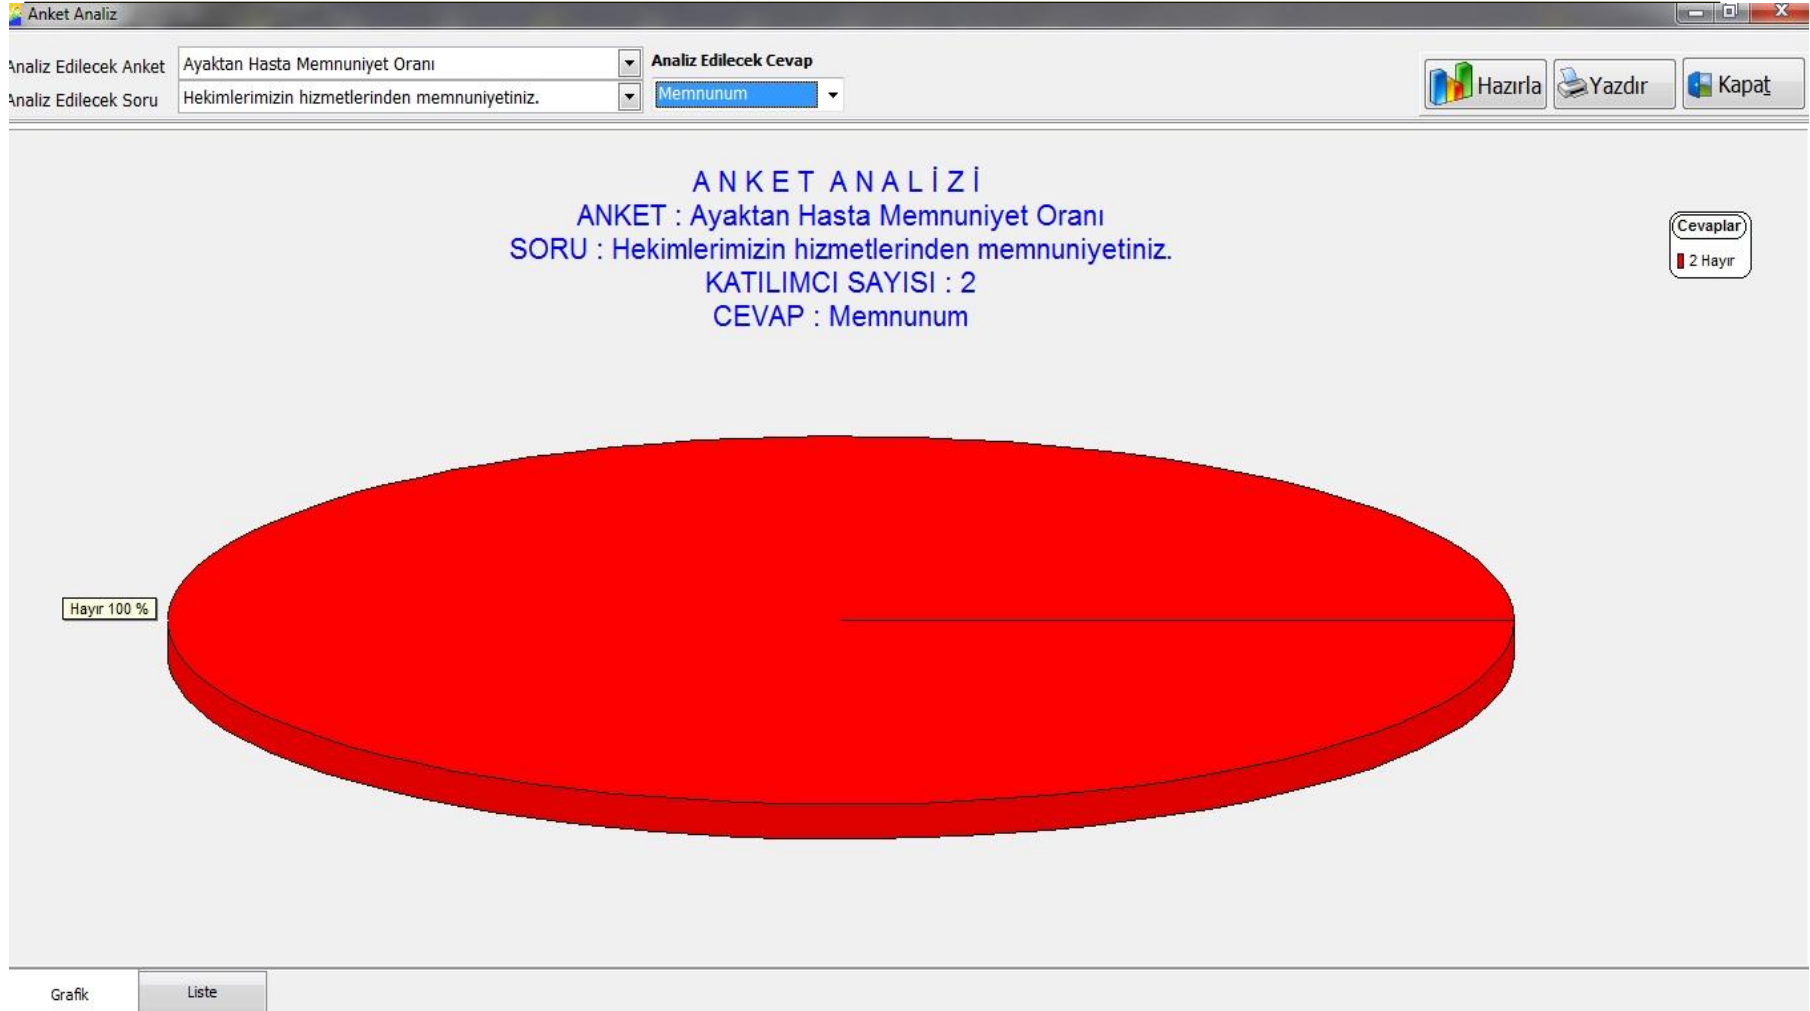 Anket Analiz
Analiz Edilecek Anket
Ayaktan Hasta Memnuniyet Oranı
Analiz Edilecek Cevap
Analiz Edilecek Soru
Hekimlerimizin hizmetlerinden memnuniyetiniz.
Memnunum
Hazırla
Yazdır
Kapat
A N K E T  A N A L İ Z İ
ANKET : Ayaktan Hasta Memnuniyet Oranı
SORU : Hekimlerimizin hizmetlerinden memnuniyetiniz.
KATILIMCI SAYISI : 2
CEVAP : Memnunum
Cevaplar
2 Hayır
Hayır 100 %
Grafik
Liste